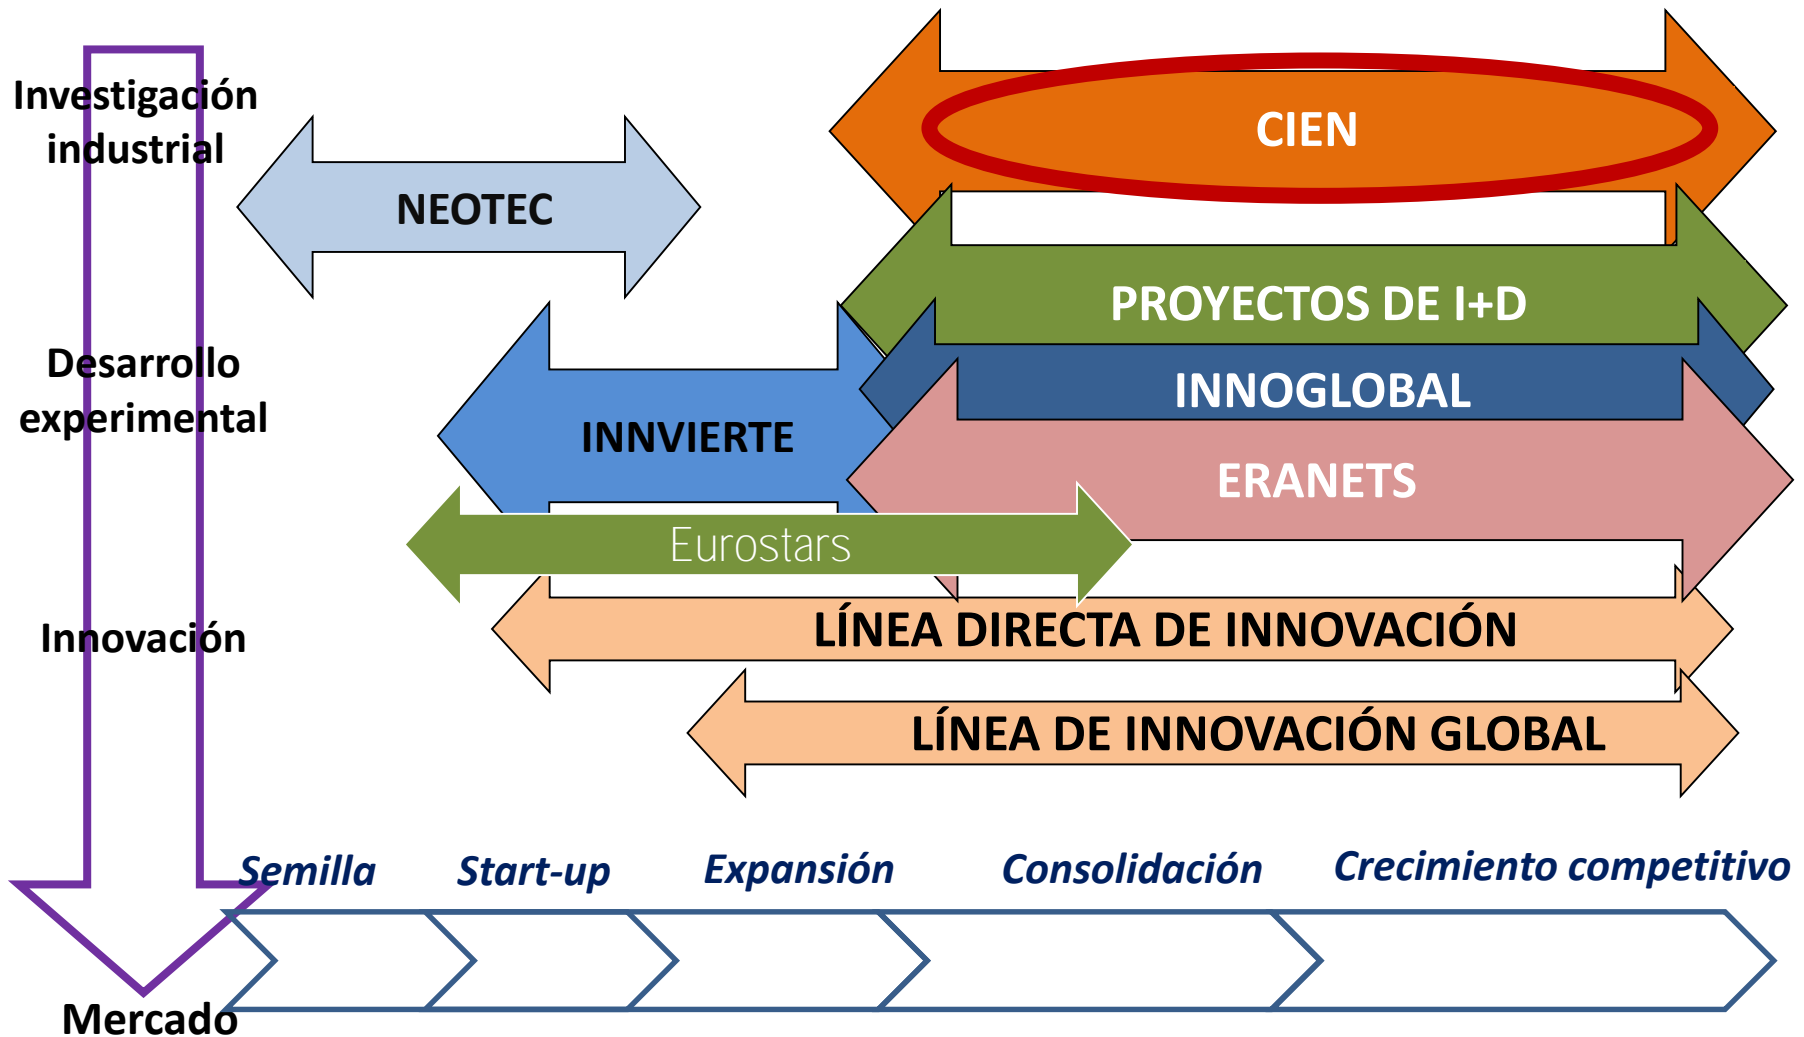 Investigación
industrial
CIEN
NEOTEC
PROYECTOS DE I+D
Desarrollo
experimental
INNOGLOBAL
INNVIERTE
ERANETS
Eurostars
Innovación
LÍNEA DIRECTA DE INNOVACIÓN
LÍNEA DE INNOVACIÓN GLOBAL
Semilla
Start-up
Expansión
Consolidación
Crecimiento competitivo
Mercado